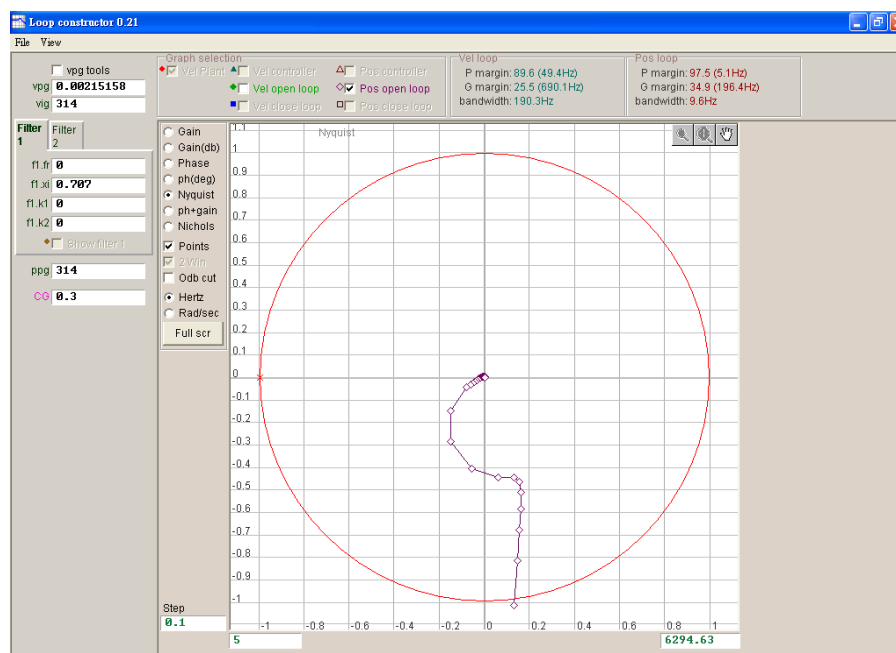 Loop constructor 0.21
File View
vpg tools
vpg 0.00215158
vig 314
Filter 1 Filter 2
f1.fr 0
f1.xi 0.707
f1.k1 0
f1.k2 0
Show filter 1
ppg 314
CG 0.3
Graph selection
Vel Plant Vel controller Pos controller
Vel open loop Pos open loop
Vel close loop Pos close loop
Vel loop
P margin: 89.6 (49.4Hz)
G margin: 25.5 (690.1Hz)
bandwidth: 190.3Hz
Pos loop
P margin: 97.5 (5.1Hz)
G margin: 34.9 (196.4Hz)
bandwidth: 9.6Hz
Gain
Gain(db)
Phase
ph(deg)
Nyquist
ph+gain
Nichols
Points
2 Win
0db cut
Hertz
Rad/sec
Full scr
Step
0.1
Nyquist
1.1
1
0.9
0.8
0.7
0.6
0.5
0.4
0.3
0.2
0.1
0
-0.1
-0.2
-0.3
-0.4
-0.5
-0.6
-0.7
-0.8
-0.9
-1
-1 -0.8 -0.6 -0.4 -0.2 0 0.2 0.4 0.6 0.8 1
5 6294.63